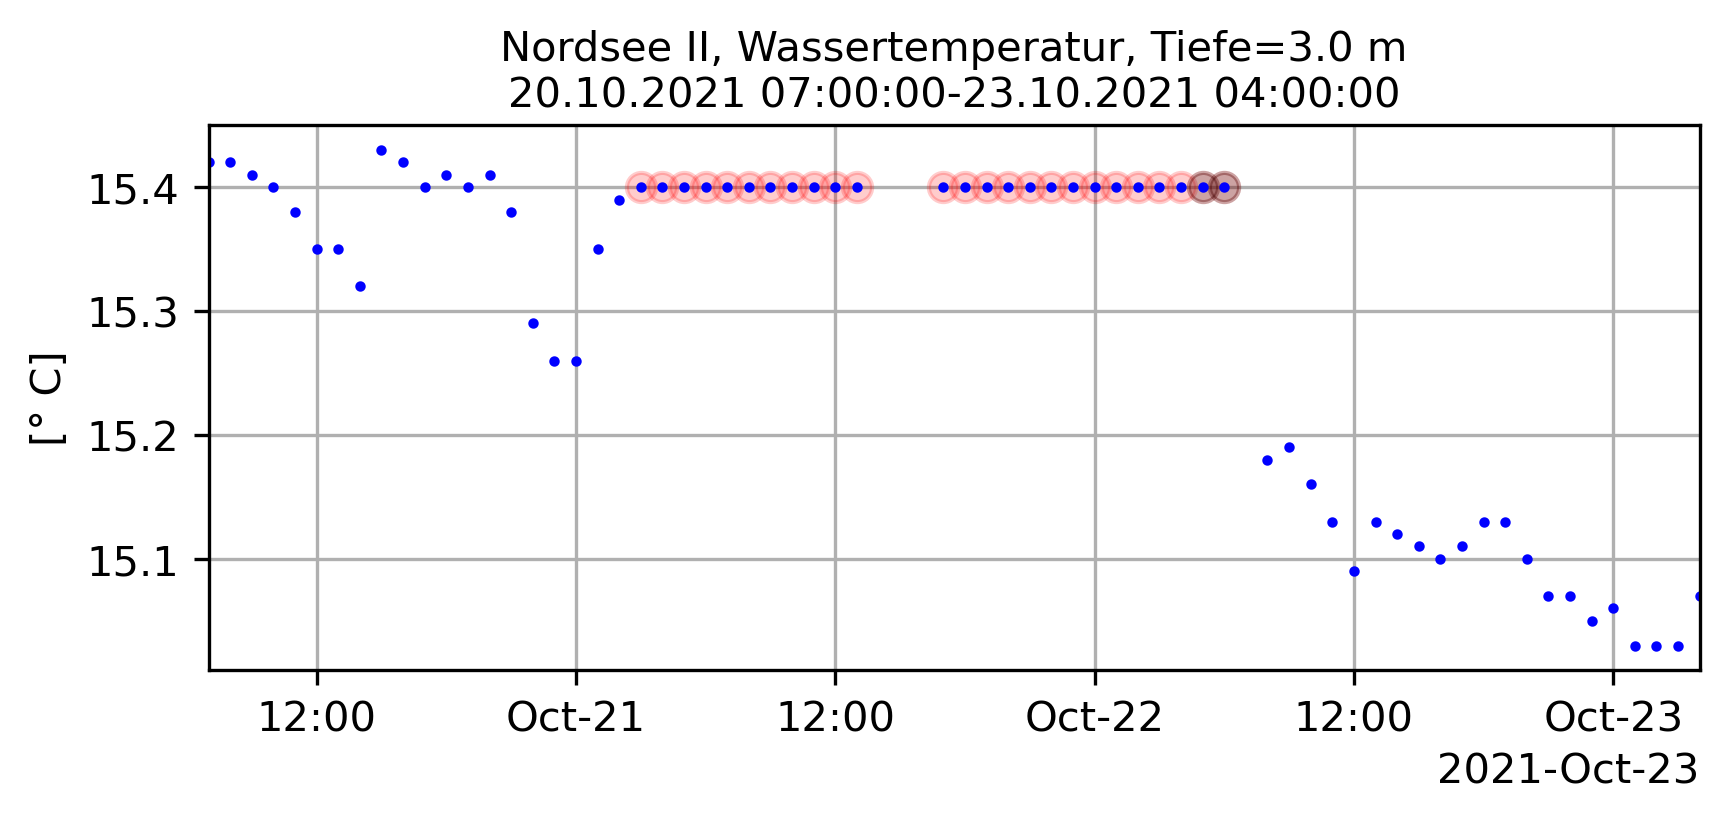 Nordsee II, Wassertemperatur, Tiefe=3.0 m
20.10.2021 07:00:00-23.10.2021 04:00:00
[° C]
15.4
15.3
15.2
15.1
12:00 Oct-21 12:00 Oct-22 12:00 Oct-23
2021-Oct-23